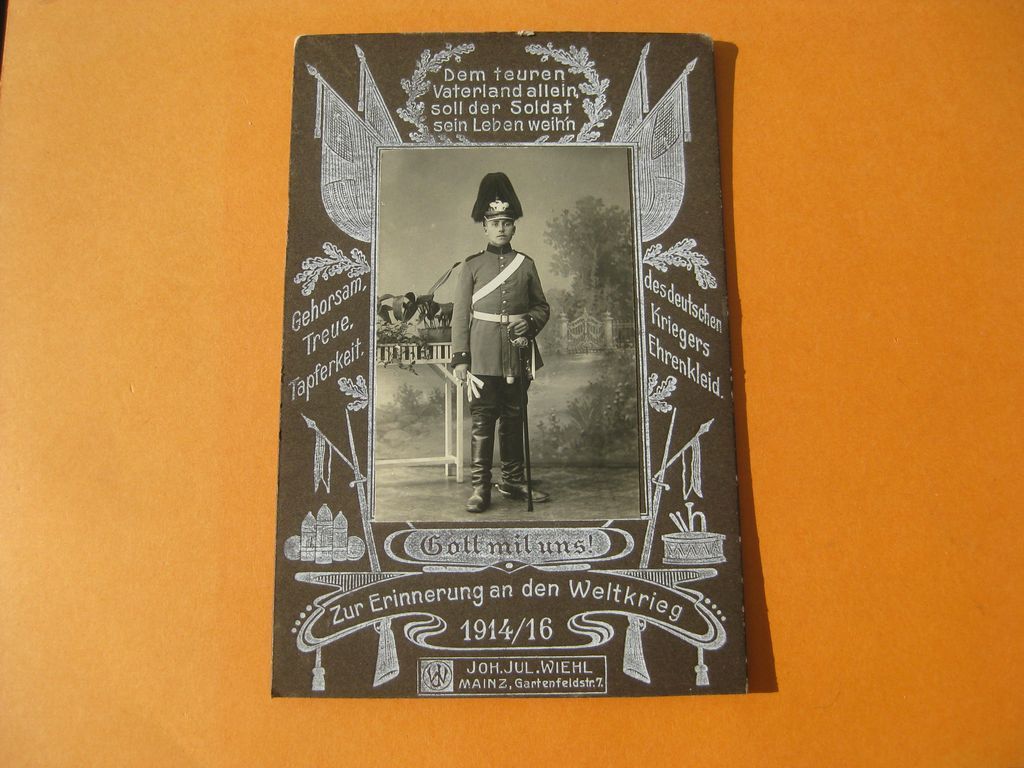 Dem teuren
Vaterland allein,
soll der Soldat
sein Leben weih'n
Gehorsam,
Treue,
Tapferkeit.
des deutschen
Kriegers
Ehrenkleid.
Gott mit uns!
Zur Erinnerung an den Weltkrieg
1914/16
W
JOH. JUL. WIEHL
MAINZ, Gartenfeldstr. 7.